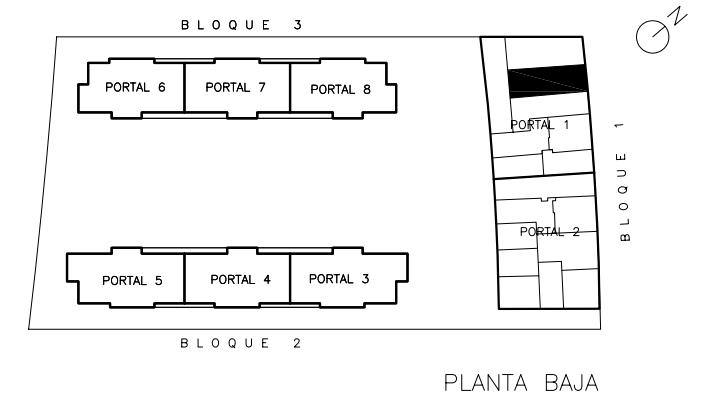 BLOQUE 3
N
PORTAL 6
PORTAL 7
PORTAL 8
PORTAL 1
BLOQUE 1
PORTAL 2
PORTAL 5
PORTAL 4
PORTAL 3
BLOQUE 2
PLANTA BAJA